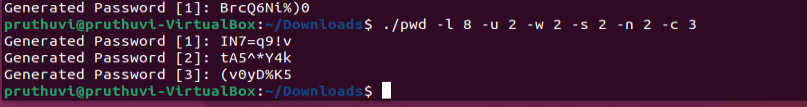 Generated Password [1]: BrcQ6Ni%)0
pruthuvi@pruthuvi-VirtualBox:~/Downloads$ ./pwd -l 8 -u 2 -w 2 -s 2 -n 2 -c 3
Generated Password [1]: IN7=q9!v
Generated Password [2]: tA5^*Y4k
Generated Password [3]: (v0yD%K5
pruthuvi@pruthuvi-VirtualBox:~/Downloads$